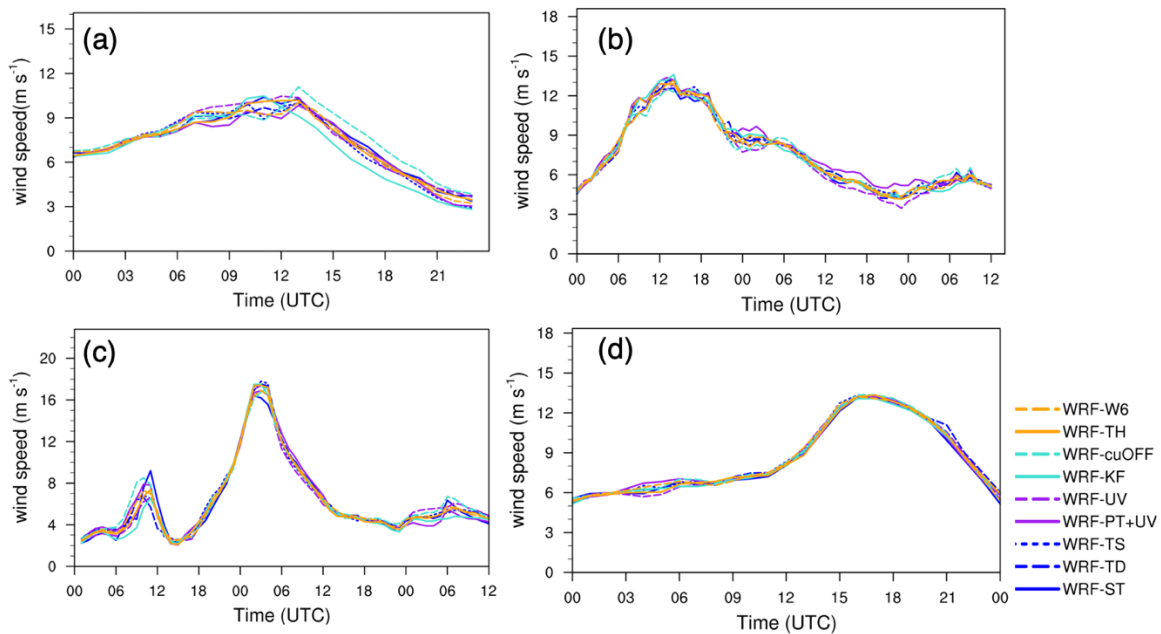 (a)
wind speed(m s⁻¹)
15
12
9
6
3
0
00 03 06 09 12 15 18 21
Time (UTC)
(b)
wind speed (m s⁻¹)
18
15
12
9
6
3
0
00 06 12 18 00 06 12 18 00 06 12
Time (UTC)
(c)
wind speed (m s⁻¹)
20
16
12
8
4
0
00 06 12 18 00 06 12 18 00 06 12
Time (UTC)
(d)
wind speed (m s⁻¹)
18
15
12
9
6
3
0
00 03 06 09 12 15 18 21 00
Time (UTC)
WRF-W6
WRF-TH
WRF-cuOFF
WRF-KF
WRF-UV
WRF-PT+UV
WRF-TS
WRF-TD
WRF-ST